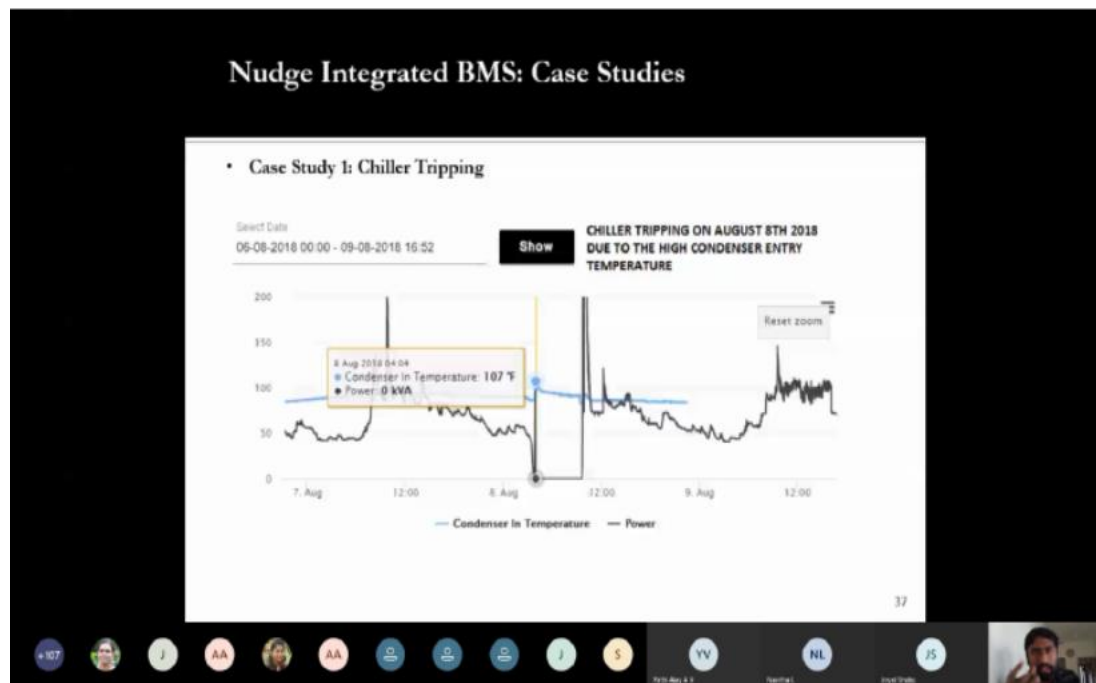 Nudge Integrated BMS: Case Studies
• Case Study 1: Chiller Tripping
Select Date
06-08-2018 00:00 - 09-08-2018 16:52
Show
CHILLER TRIPPING ON AUGUST 8TH 2018
DUE TO THE HIGH CONDENSER ENTRY
TEMPERATURE
200
150
100
50
0
Reset zoom
8 Aug 2018 04:04
Condenser In Temperature: 107 °F
Power: 0 kVA
7. Aug
12:00
8. Aug
12:00
9. Aug
12:00
Condenser In Temperature
Power
37
+107
J
AA
AA
J
S
YV
NL
JS